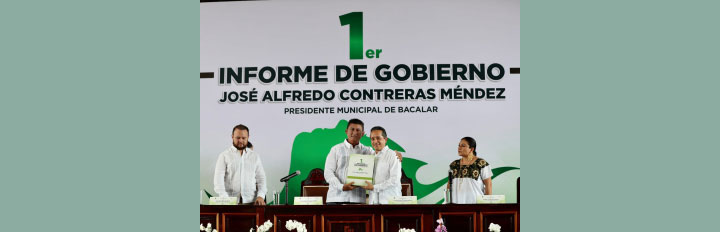 1er
INFORME DE GOBIERNO
JOSÉ ALFREDO CONTRERAS MÉNDEZ
PRESIDENTE MUNICIPAL DE BACALAR